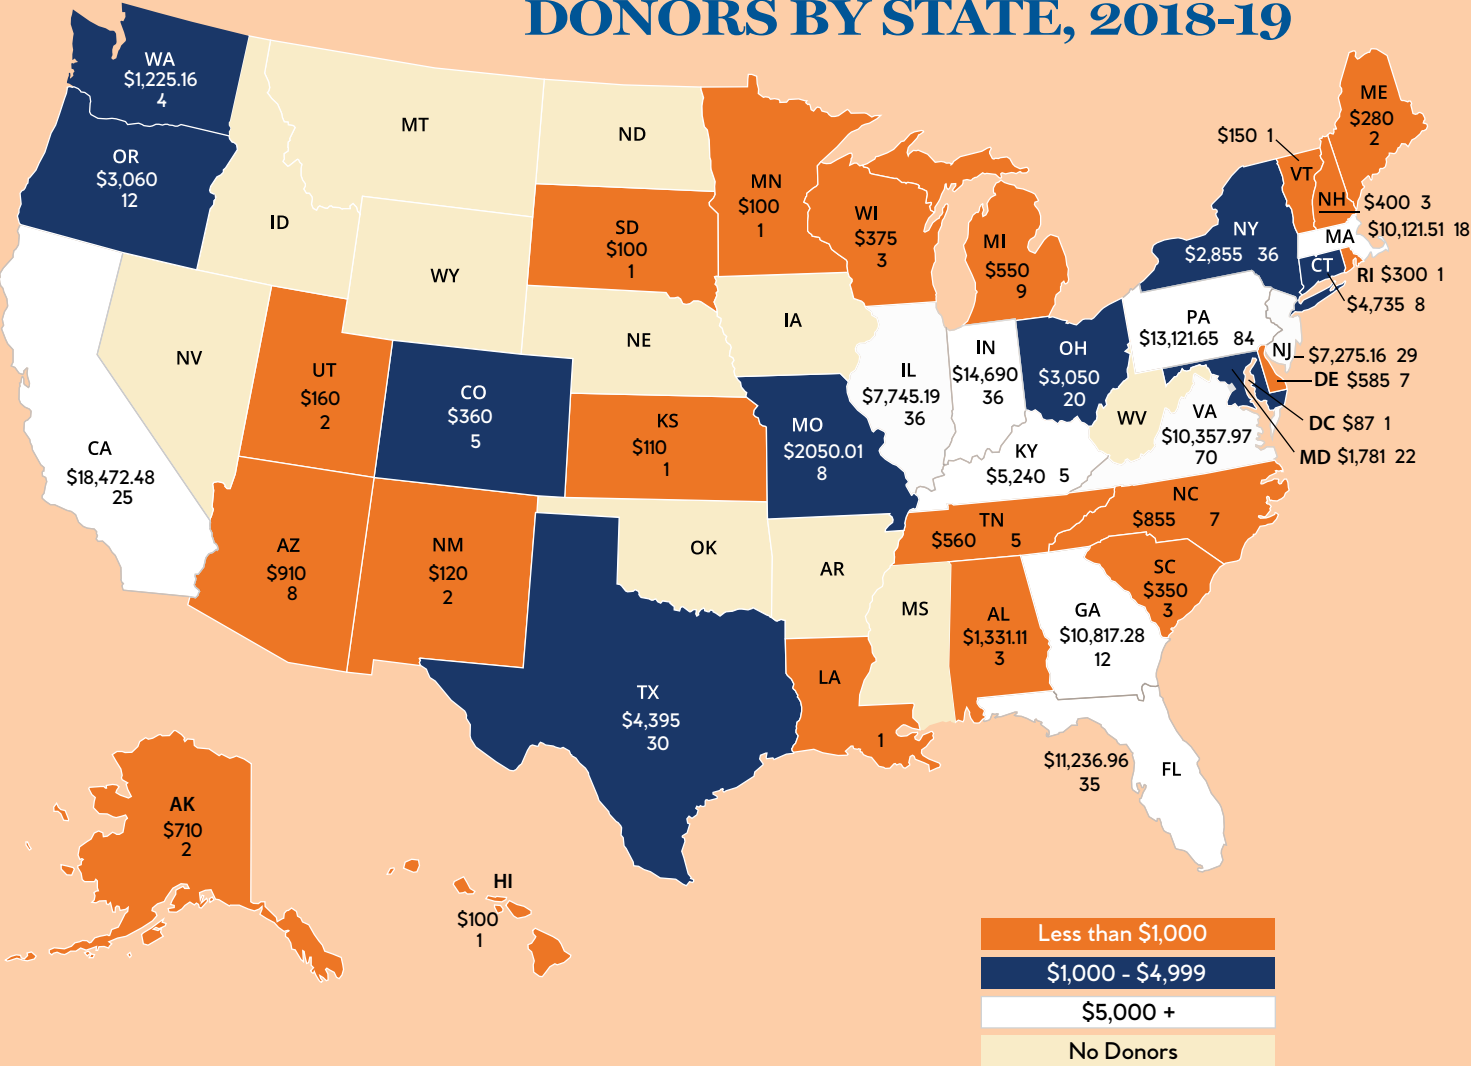 DONORS BY STATE, 2018-19
WA
$1,225.16
4
OR
$3,060
12
MT
ID
ND
WY
SD
$100
1
MN
$100
1
WI
$375
3
MI
$550
9
ME
$280
2
$150 1
VT
NH
$400 3
$10,121.51 18
MA
NY
$2,855 36
CT
RI $300 1
$4,735 8
PA
$13,121.65 84
NJ
$7,275.16 29
DE $585 7
DC $87 1
MD $1,781 22
NV
UT
$160
2
CO
$360
5
NE
IA
KS
$110
1
MO
$2050.01
8
IL
$7,745.19
36
IN
$14,690
36
OH
$3,050
20
WV
VA
$10,357.97
70
KY
$5,240 5
CA
$18,472.48
25
AZ
$910
8
NM
$120
2
OK
AR
TN
$560 5
NC
$855 7
SC
$350
3
MS
AL
$1,331.11
3
GA
$10,817.28
12
LA
1
TX
$4,395
30
$11,236.96
35
FL
AK
$710
2
HI
$100
1
Less than $1,000
$1,000 - $4,999
$5,000 +
No Donors